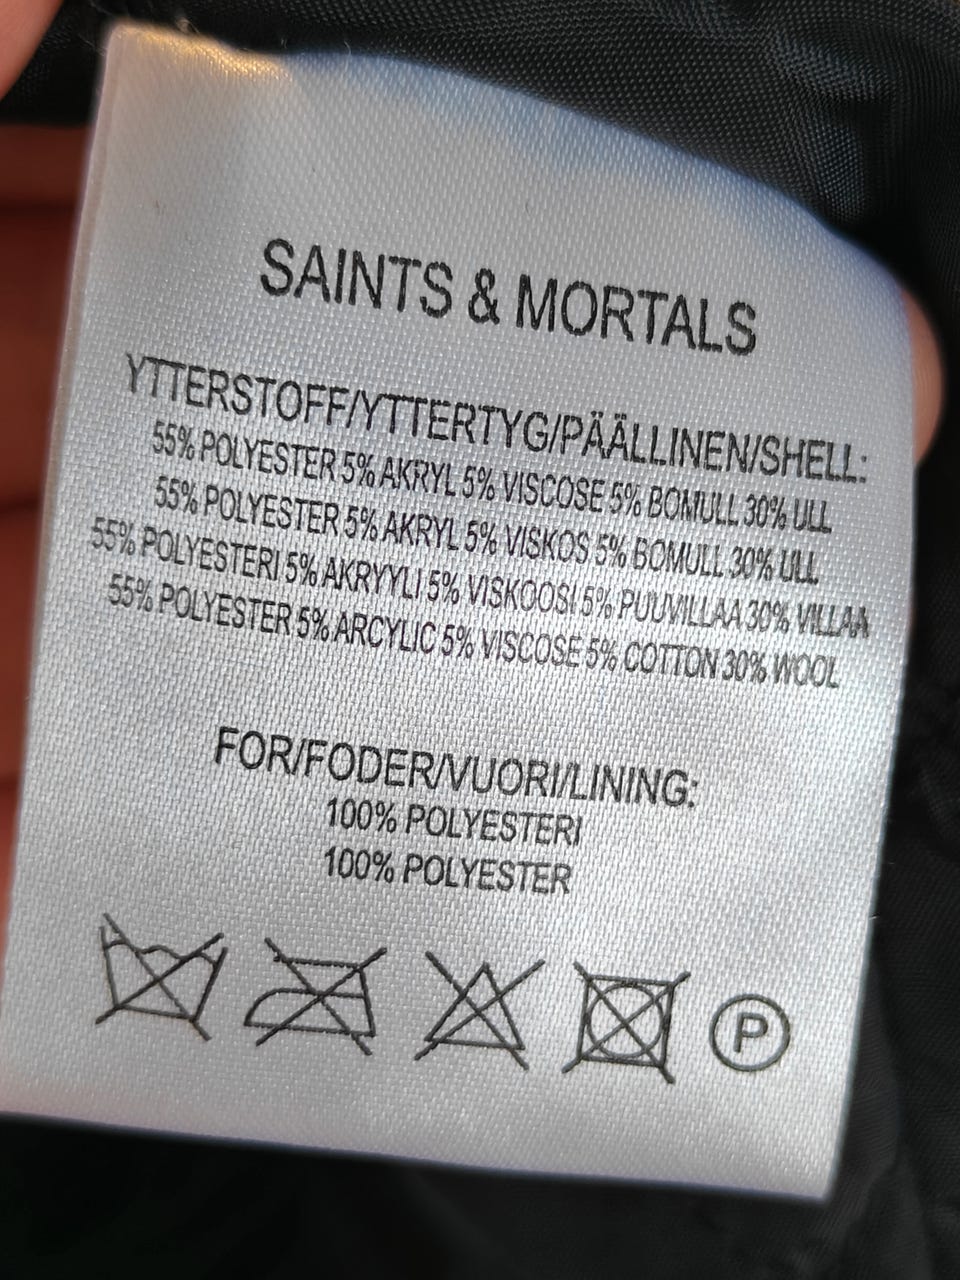 SAINTS & MORTALS
YTTERSTOFF/YTTERTYG/PÄÄLLINEN/SHELL:
55% POLYESTER 5% AKRYL 5% VISCOSE 5% BOMULL 30% ULL
55% POLYESTER 5% AKRYL 5% VISKOS 5% BOMULL 30% ULL
55% POLYESTERI 5% AKRYYLI 5% VISKOOSI 5% PUUVILLAA 30% VILLAA
55% POLYESTER 5% ARCYLIC 5% VISCOSE 5% COTTON 30% WOOL
FOR/FODER/VUORI/LINING:
100% POLYESTERI
100% POLYESTER
P